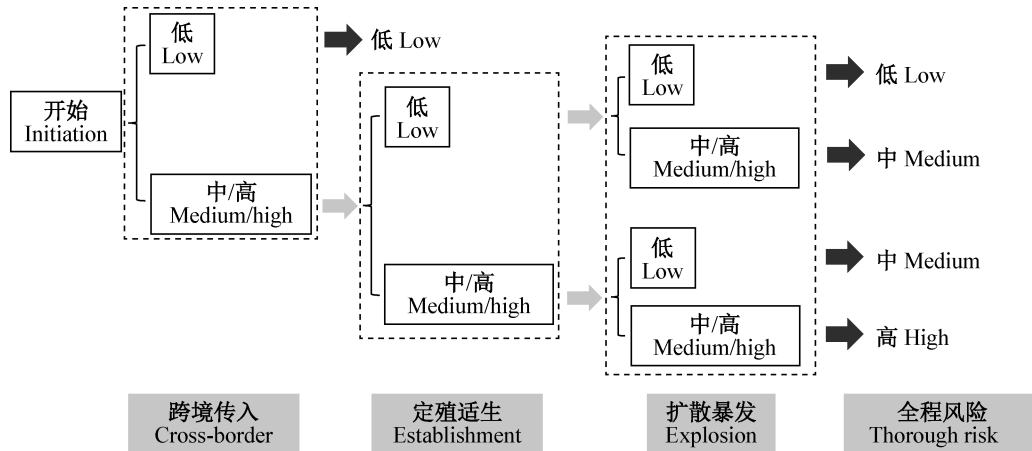 开始
Initiation
低
Low
中/高
Medium/high
低 Low
低
Low
中/高
Medium/high
低
Low
中/高
Medium/high
低
Low
中/高
Medium/high
低 Low
中 Medium
中 Medium
高 High
跨境传入
Cross-border
定殖适生
Establishment
扩散暴发
Explosion
全程风险
Thorough risk